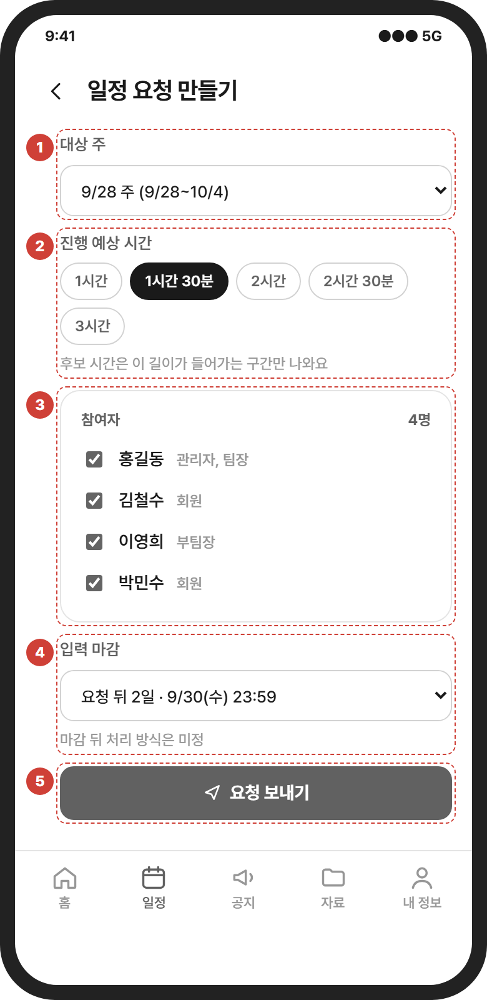 9:41
5G
일정 요청 만들기
1
대상 주
9/28 주 (9/28~10/4)
2
진행 예상 시간
1시간
1시간 30분
2시간
2시간 30분
3시간
후보 시간은 이 길이가 들어가는 구간만 나와요
3
참여자 4명
홍길동 관리자, 팀장
김철수 회원
이영희 부팀장
박민수 회원
4
입력 마감
요청 뒤 2일 · 9/30(수) 23:59
마감 뒤 처리 방식은 미정
5
요청 보내기
홈
일정
공지
자료
내 정보